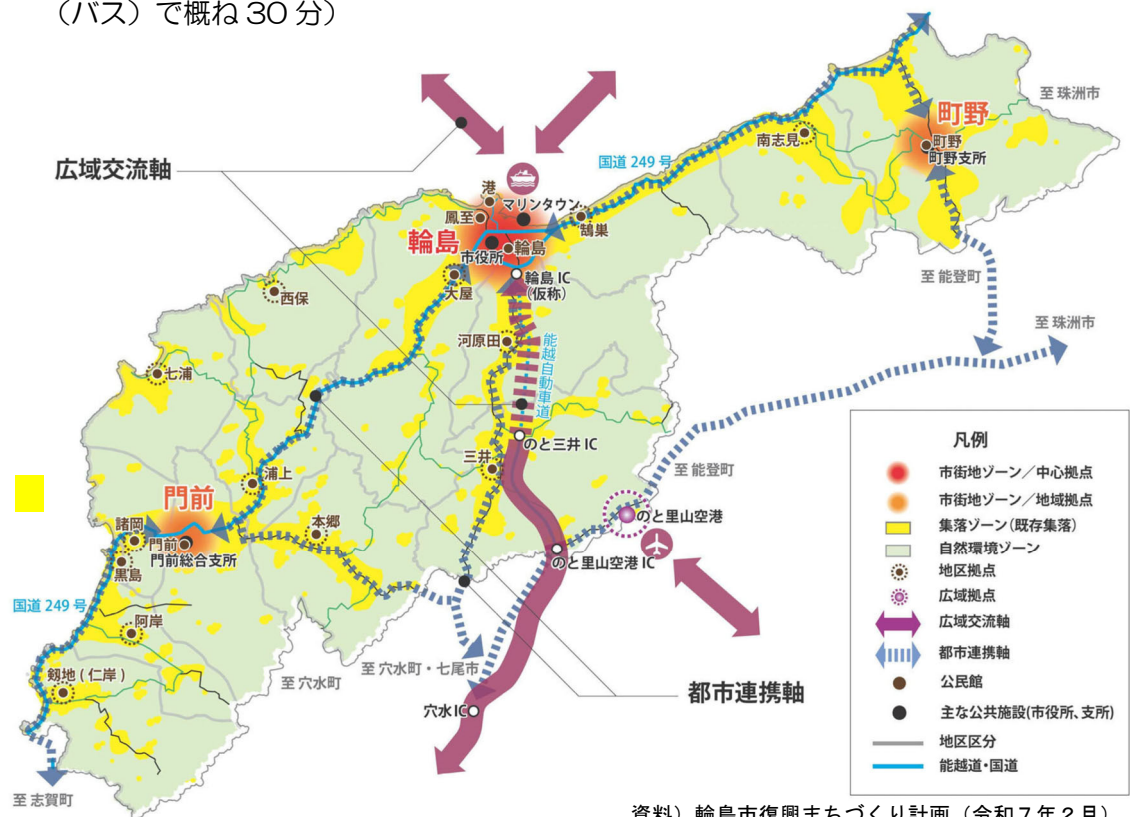 （バス）で概ね 30 分）
至 珠洲市
町野
南志見
町野
町野支所
国道 249 号
広域交流軸
港
マリンタウン
鳳至
鵠巣
輪島
市役所
輪島
大屋
輪島 IC
（仮称）
至 能登町
西保
河原田
能越自動車道
至 珠洲市
七浦
のと三井 IC
三井
至 能登町
浦上
門前
のと里山空港
諸岡
本郷
門前
門前総合支所
黒島
のと里山空港 IC
国道 249 号
阿岸
至 穴水町・七尾市
至 穴水町
剱地 ( 仁岸 )
都市連携軸
穴水 IC
至 志賀町
凡例
市街地ゾーン／中心拠点
市街地ゾーン／地域拠点
集落ゾーン（既存集落）
自然環境ゾーン
地区拠点
広域拠点
広域交流軸
都市連携軸
公民館
主な公共施設(市役所、支所)
地区区分
能越道・国道
資料）輪島市復興まちづくり計画（令和７年２月）